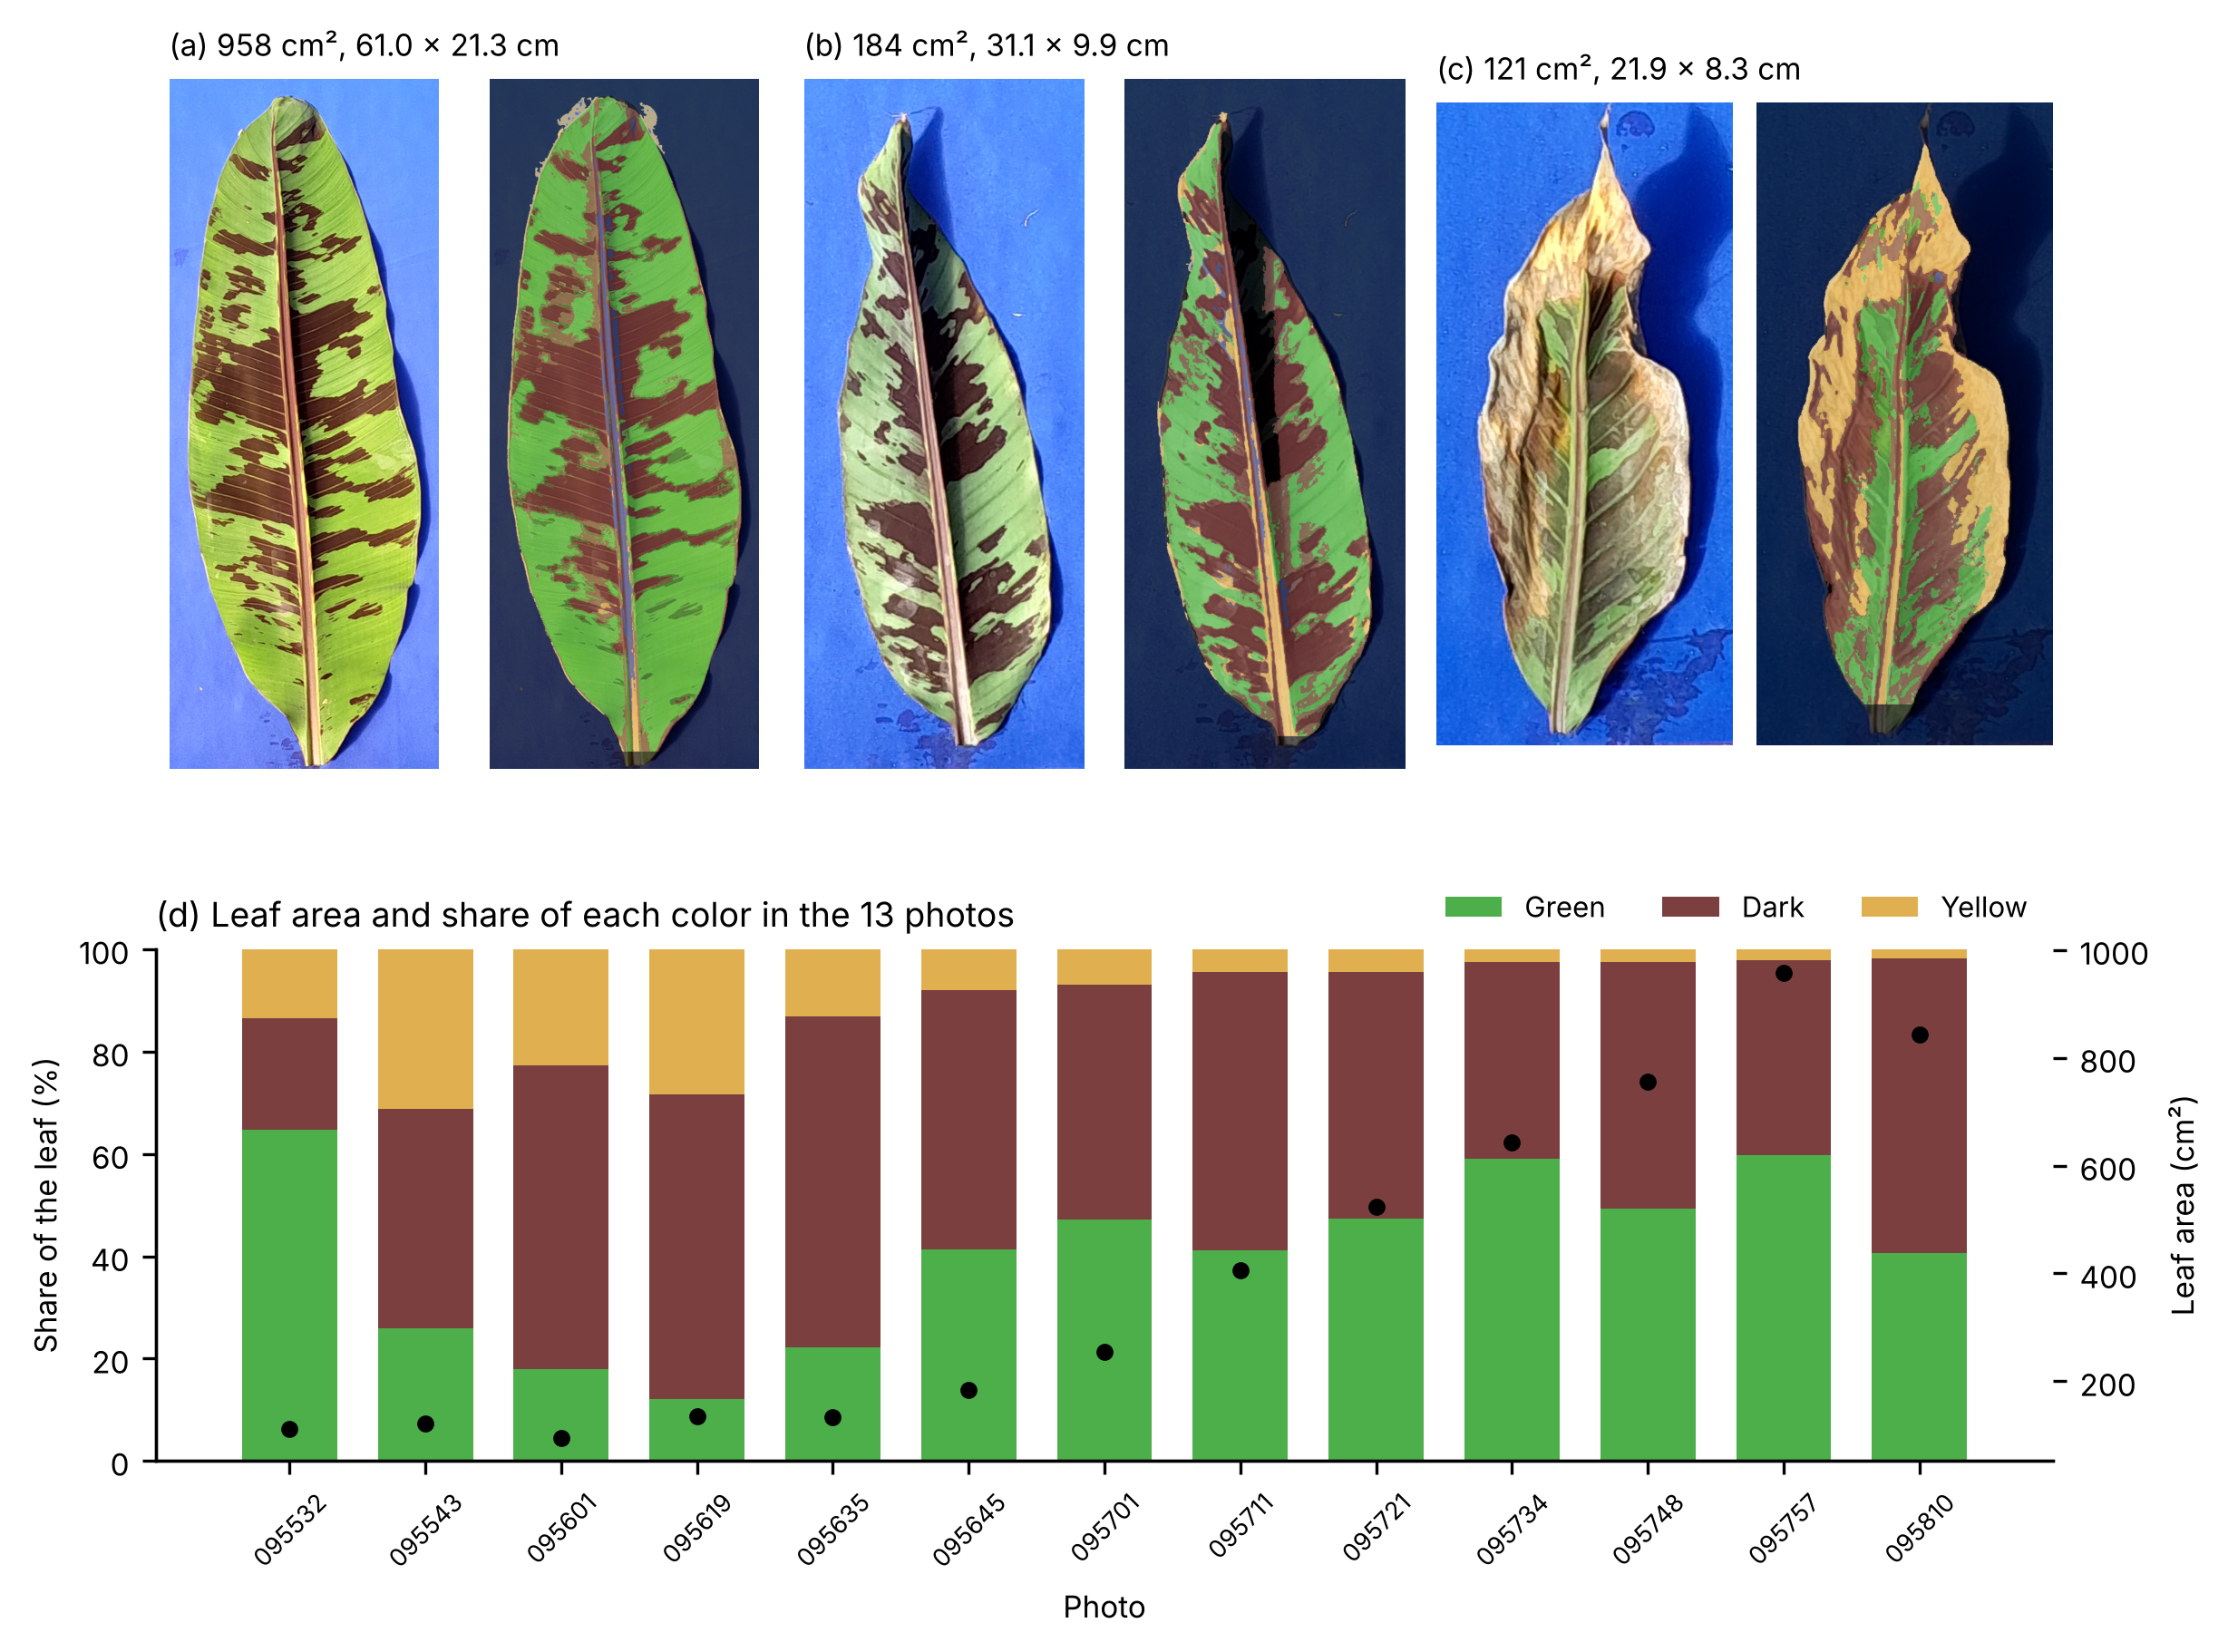 (a) 958 cm², 61.0 × 21.3 cm
(b) 184 cm², 31.1 × 9.9 cm
(c) 121 cm², 21.9 × 8.3 cm
(d) Leaf area and share of each color in the 13 photos
Green
Dark
Yellow
100
80
60
40
20
0
Share of the leaf (%)
1000
800
600
400
200
Leaf area (cm²)
095532
095543
095601
095619
095635
095645
095701
095711
095721
095734
095748
095757
095810
Photo